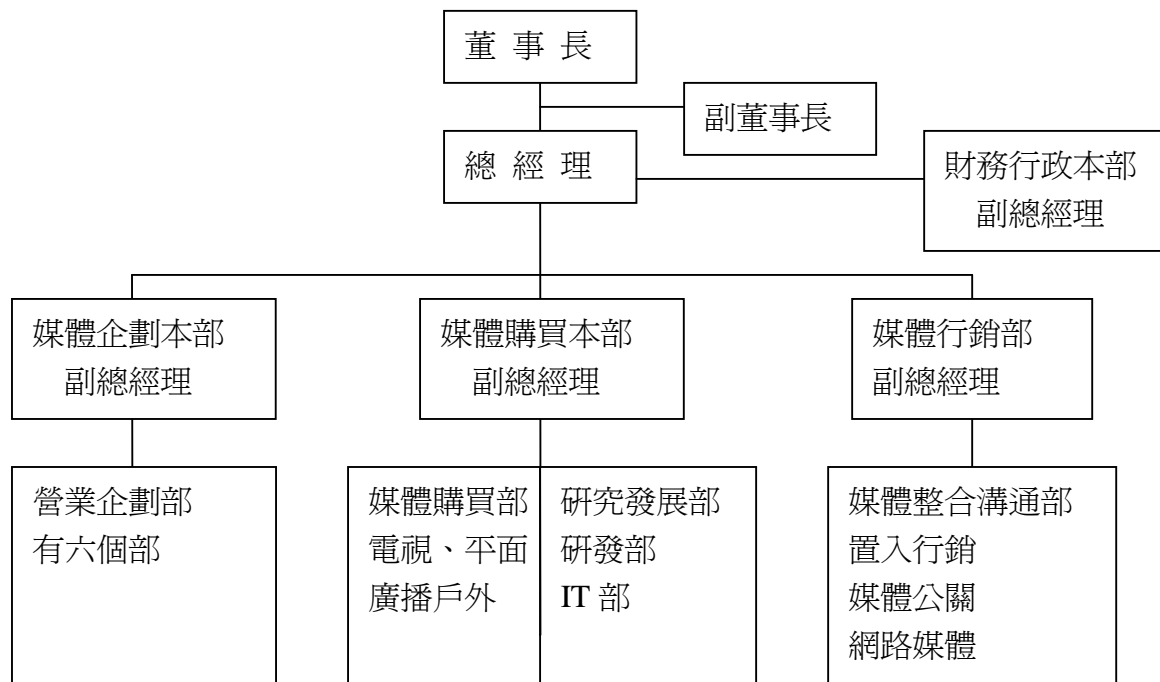 董 事 長
副董事長
總 經 理
財務行政本部
副總經理
媒體企劃本部
副總經理
媒體購買本部
副總經理
媒體行銷部
副總經理
營業企劃部
有六個部
媒體購買部
電視、平面
廣播戶外
研究發展部
研發部
IT 部
媒體整合溝通部
置入行銷
媒體公關
網路媒體